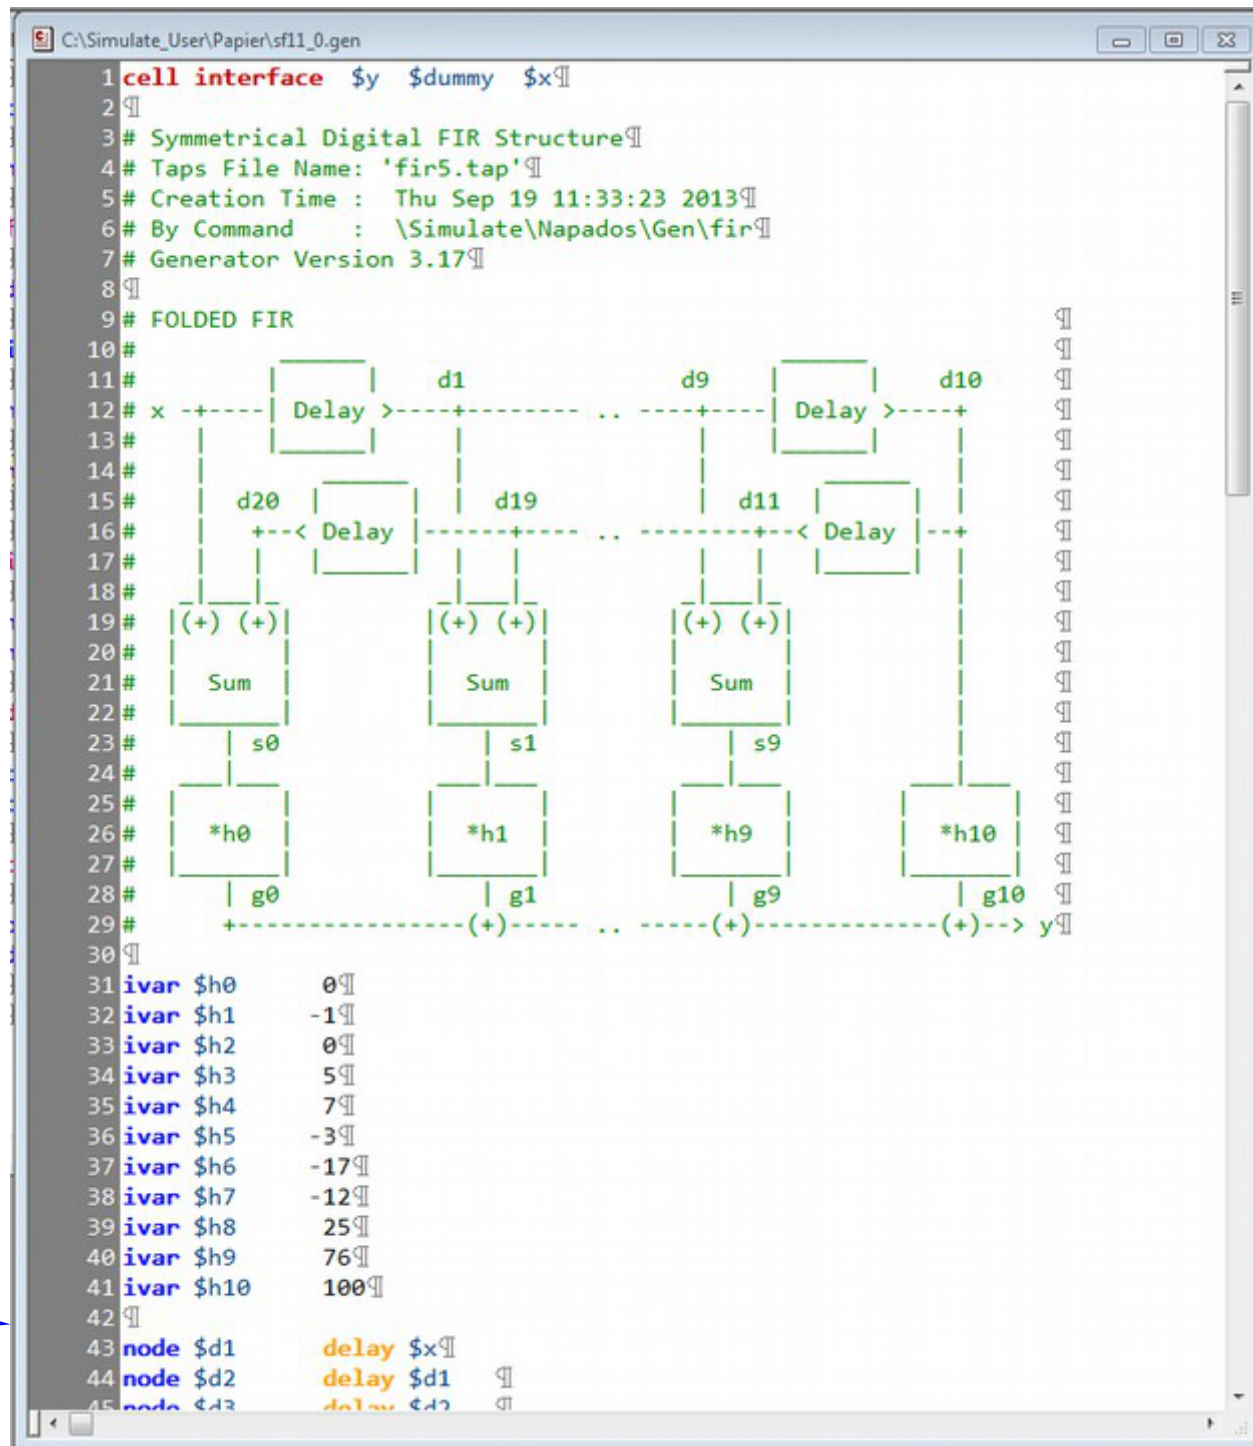 C:\Simulate_User\Papier\sf11_0.gen
1 cell interface  $y  $dummy  $x¶
2 ¶
3 # Symmetrical Digital FIR Structure¶
4 # Taps File Name: 'fir5.tap'¶
5 # Creation Time :  Thu Sep 19 11:33:23 2013¶
6 # By Command    :  \Simulate\Napados\Gen\fir¶
7 # Generator Version 3.17¶
8 ¶
9 # FOLDED FIR ¶
10 # ¶
11 # d1 d9 d10 ¶
12 # x -+----| Delay >----+-------- .. ----+----| Delay >----+ ¶
13 # ¶
14 # ¶
15 # d20 d19 d11 ¶
16 # +--< Delay |------+---- .. --------+--< Delay |--+ ¶
17 # ¶
18 # ¶
19 # |(+) (+)| |(+) (+)| |(+) (+)| ¶
20 # ¶
21 # | Sum | | Sum | | Sum | ¶
22 # ¶
23 # | s0 | s1 | s9 | ¶
24 # ¶
25 # ¶
26 # | *h0 | | *h1 | | *h9 | | *h10 | ¶
27 # ¶
28 # | g0 | g1 | g9 | g10 ¶
29 # +----------------(+)----- .. -----(+)-------------(+)--> y¶
30 ¶
31 ivar $h0 0¶
32 ivar $h1 -1¶
33 ivar $h2 0¶
34 ivar $h3 5¶
35 ivar $h4 7¶
36 ivar $h5 -3¶
37 ivar $h6 -17¶
38 ivar $h7 -12¶
39 ivar $h8 25¶
40 ivar $h9 76¶
41 ivar $h10 100¶
42 ¶
43 node $d1 delay $x¶
44 node $d2 delay $d1 ¶
45 node $d3 delay $d2 ¶